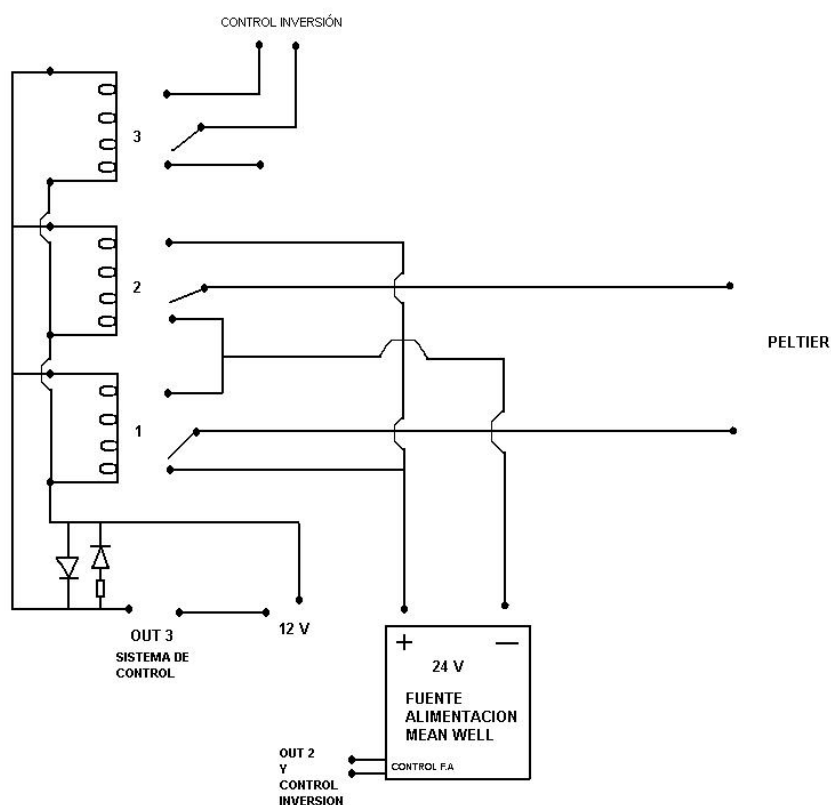 CONTROL INVERSIÓN
3
2
PELTIER
1
12 V
OUT 3
SISTEMA DE
CONTROL
+ —
24 V
FUENTE
ALIMENTACION
MEAN WELL
CONTROL F.A
OUT 2
Y
CONTROL
INVERSION